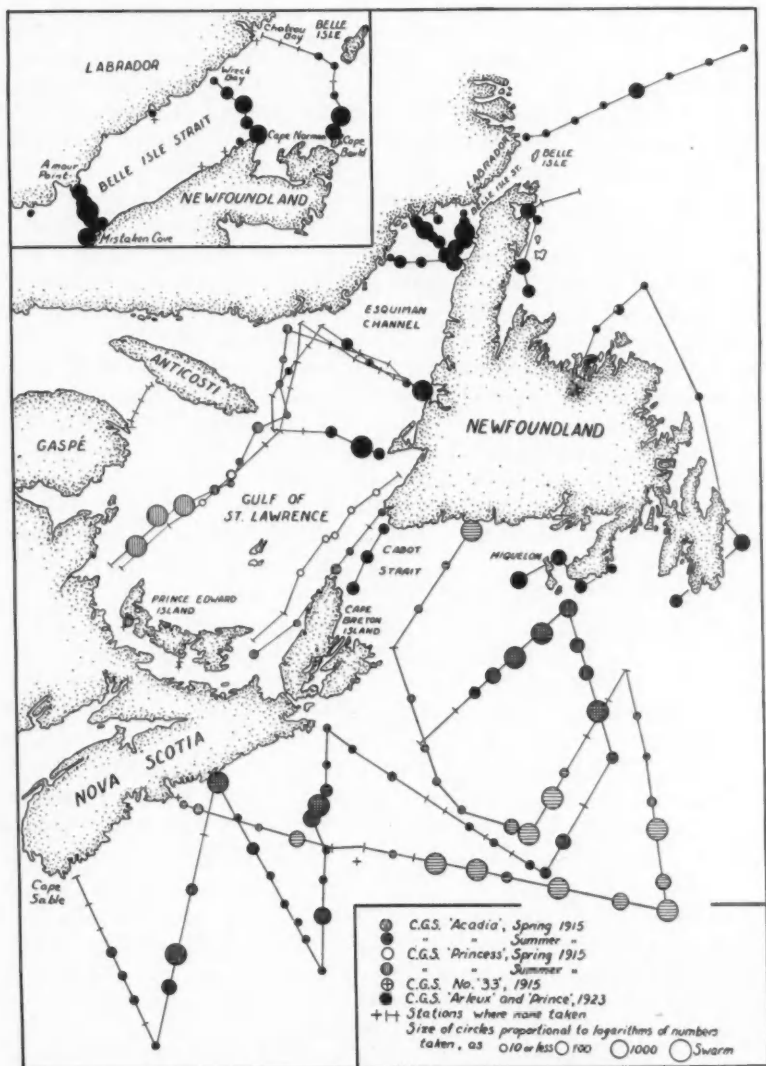 Chateau
Bay
BELLE
ISLE
LABRADOR
Wreck
Bay
BELLE ISLE STRAIT
Cape Norman
Cape
Bauld
Amour
Point
NEWFOUNDLAND
Mistaken Cove
LABRADOR
BELLE
ISLE
BELLE ISLE ST.
ESQUIMAN
CHANNEL
ANTICOSTI
GASPÉ
NEWFOUNDLAND
GULF OF
ST. LAWRENCE
CABOT
STRAIT
MIQUELON
PRINCE EDWARD
ISLAND
CAPE
BRETON
ISLAND
NOVA SCOTIA
Cape
Sable
C.G.S. 'Acadia', Spring 1915
" " Summer "
C.G.S. 'Princess', Spring 1915
" " Summer "
C.G.S. No. '33', 1915
C.G.S. 'Arleux' and 'Prince', 1923
Stations where none taken
Size of circles proportional to logarithms of numbers
taken, as 10 or less 100 1000 Swarm